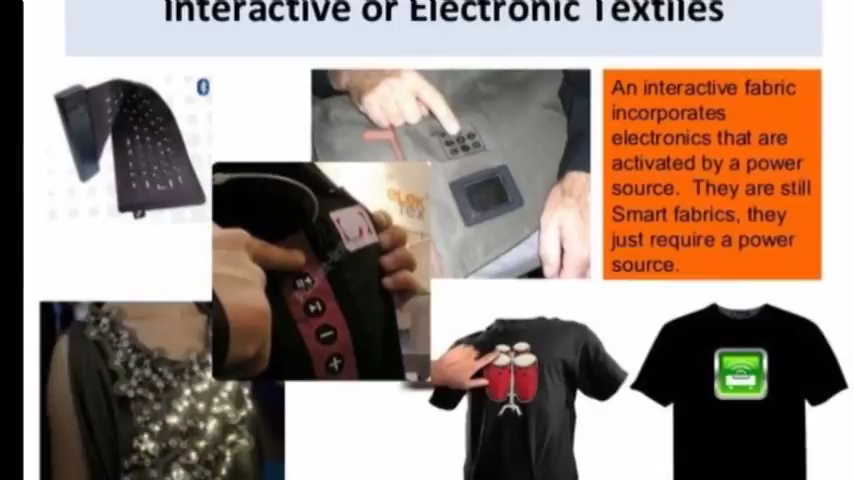 Interactive or Electronic Textiles
An interactive fabric
incorporates
electronics that are
activated by a power
source. They are still
Smart fabrics, they
just require a power
source.